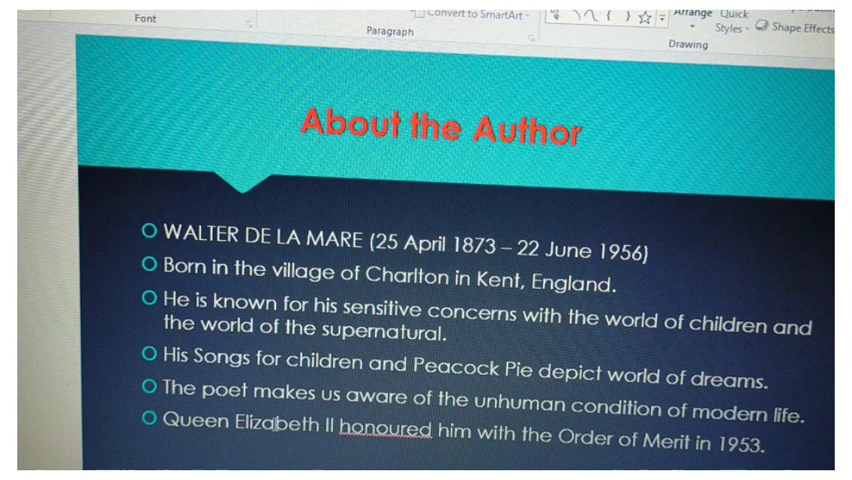 Font
Paragraph
Convert to SmartArt
Arrange
Quick
Styles
Shape Effects
Drawing
About the Author
WALTER DE LA MARE (25 April 1873 – 22 June 1956)
Born in the village of Charlton in Kent, England.
He is known for his sensitive concerns with the world of children and
the world of the supernatural.
His Songs for children and Peacock Pie depict world of dreams.
The poet makes us aware of the unhuman condition of modern life.
Queen Elizabeth II honoured him with the Order of Merit in 1953.